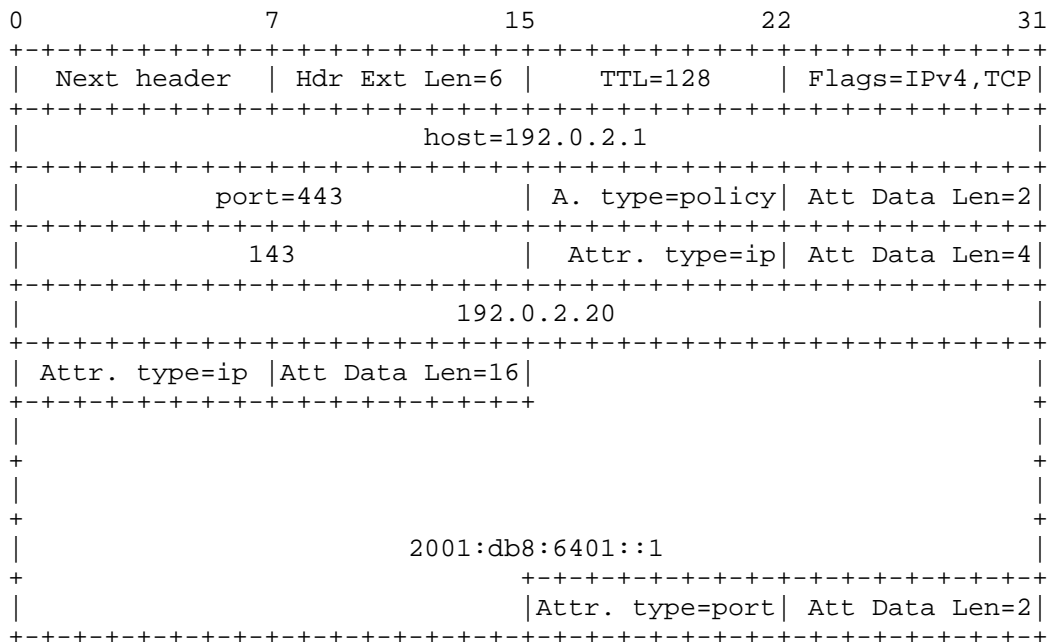 0               7               15              22             31
+-+-+-+-+-+-+-+-+-+-+-+-+-+-+-+-+-+-+-+-+-+-+-+-+-+-+-+-+-+-+-+-+
|  Next header  | Hdr Ext Len=6 |    TTL=128    | Flags=IPv4,TCP|
+-+-+-+-+-+-+-+-+-+-+-+-+-+-+-+-+-+-+-+-+-+-+-+-+-+-+-+-+-+-+-+-+
|                         host=192.0.2.1                        |
+-+-+-+-+-+-+-+-+-+-+-+-+-+-+-+-+-+-+-+-+-+-+-+-+-+-+-+-+-+-+-+-+
|            port=443           | A. type=policy| Att Data Len=2|
+-+-+-+-+-+-+-+-+-+-+-+-+-+-+-+-+-+-+-+-+-+-+-+-+-+-+-+-+-+-+-+-+
|              143              |  Attr. type=ip| Att Data Len=4|
+-+-+-+-+-+-+-+-+-+-+-+-+-+-+-+-+-+-+-+-+-+-+-+-+-+-+-+-+-+-+-+-+
|                           192.0.2.20                          |
+-+-+-+-+-+-+-+-+-+-+-+-+-+-+-+-+-+-+-+-+-+-+-+-+-+-+-+-+-+-+-+-+
| Attr. type=ip |Att Data Len=16|                               |
+-+-+-+-+-+-+-+-+-+-+-+-+-+-+-+-+                               +
|                                                               |
+                                                               +
|                                                               |
+                                                               +
|                        2001:db8:6401::1                       |
+                               +-+-+-+-+-+-+-+-+-+-+-+-+-+-+-+-+
|                               |Attr. type=port| Att Data Len=2|
+-+-+-+-+-+-+-+-+-+-+-+-+-+-+-+-+-+-+-+-+-+-+-+-+-+-+-+-+-+-+-+-+